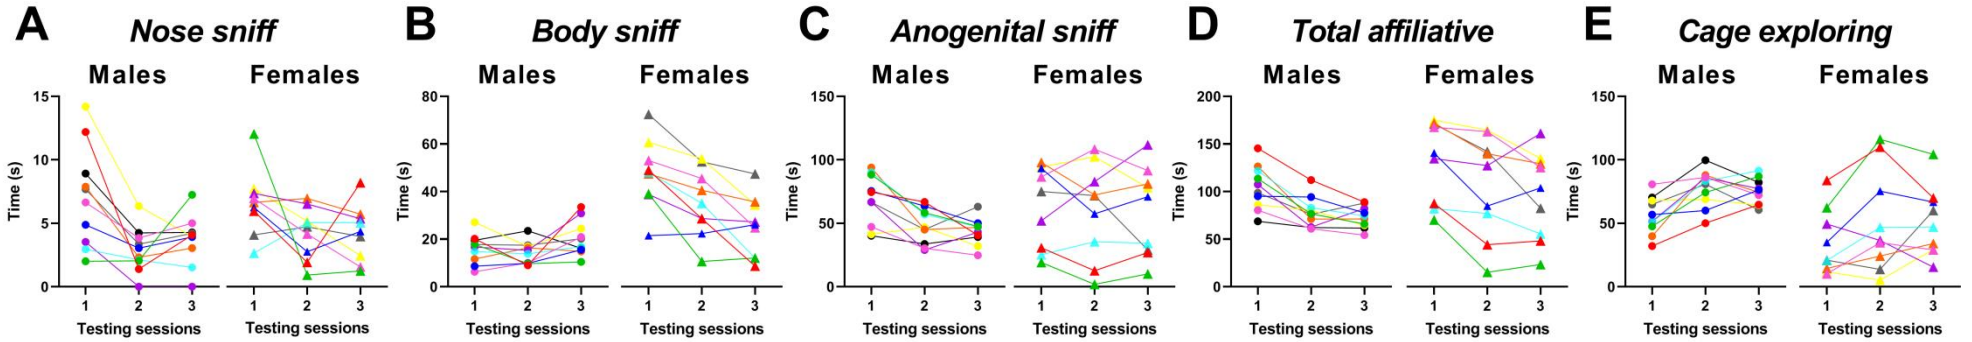 A Nose sniff
Males Females
Time (s)
15
10
5
0
1 2 3 1 2 3
Testing sessions Testing sessions
B Body sniff
Males Females
Time (s)
80
60
40
20
0
1 2 3 1 2 3
Testing sessions Testing sessions
C Anogenital sniff
Males Females
Time (s)
150
100
50
0
1 2 3 1 2 3
Testing sessions Testing sessions
D Total affiliative
Males Females
Time (s)
200
150
100
50
0
1 2 3 1 2 3
Testing sessions Testing sessions
E Cage exploring
Males Females
Time (s)
150
100
50
0
1 2 3 1 2 3
Testing sessions Testing sessions